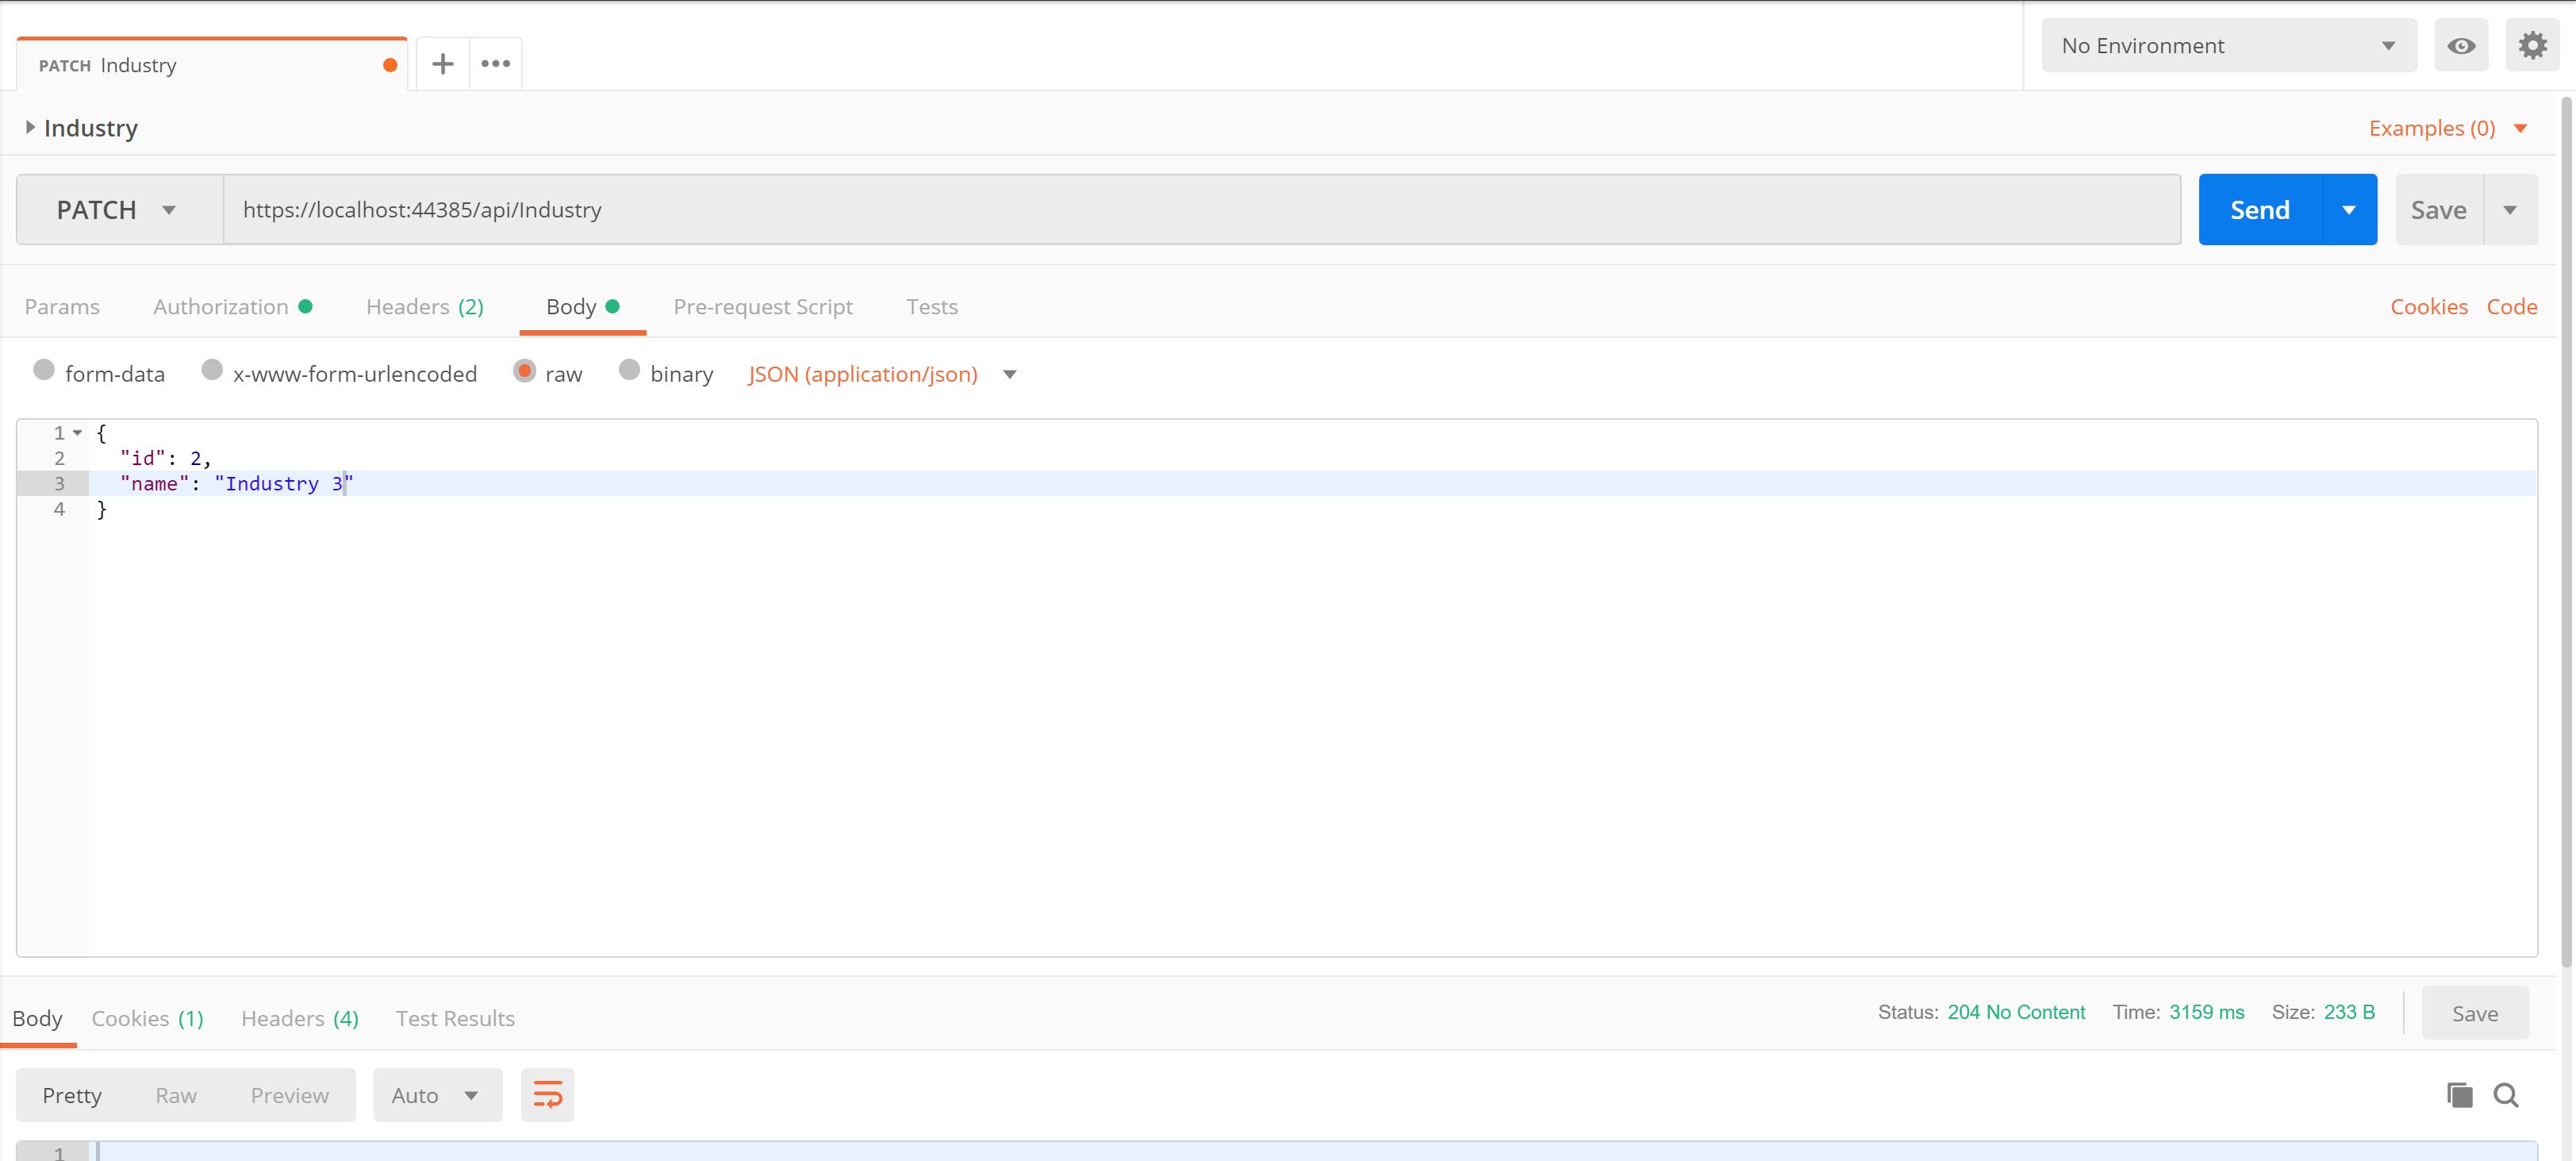 PATCH Industry
No Environment
Industry
Examples (0)
PATCH https://localhost:44385/api/Industry Send Save
Params Authorization Headers (2) Body Pre-request Script Tests Cookies Code
form-data x-www-form-urlencoded raw binary JSON (application/json)
1 {
2 "id": 2,
3 "name": "Industry 3"
4 }
Body Cookies (1) Headers (4) Test Results Status: 204 No Content Time: 3159 ms Size: 233 B Save
Pretty Raw Preview Auto
1